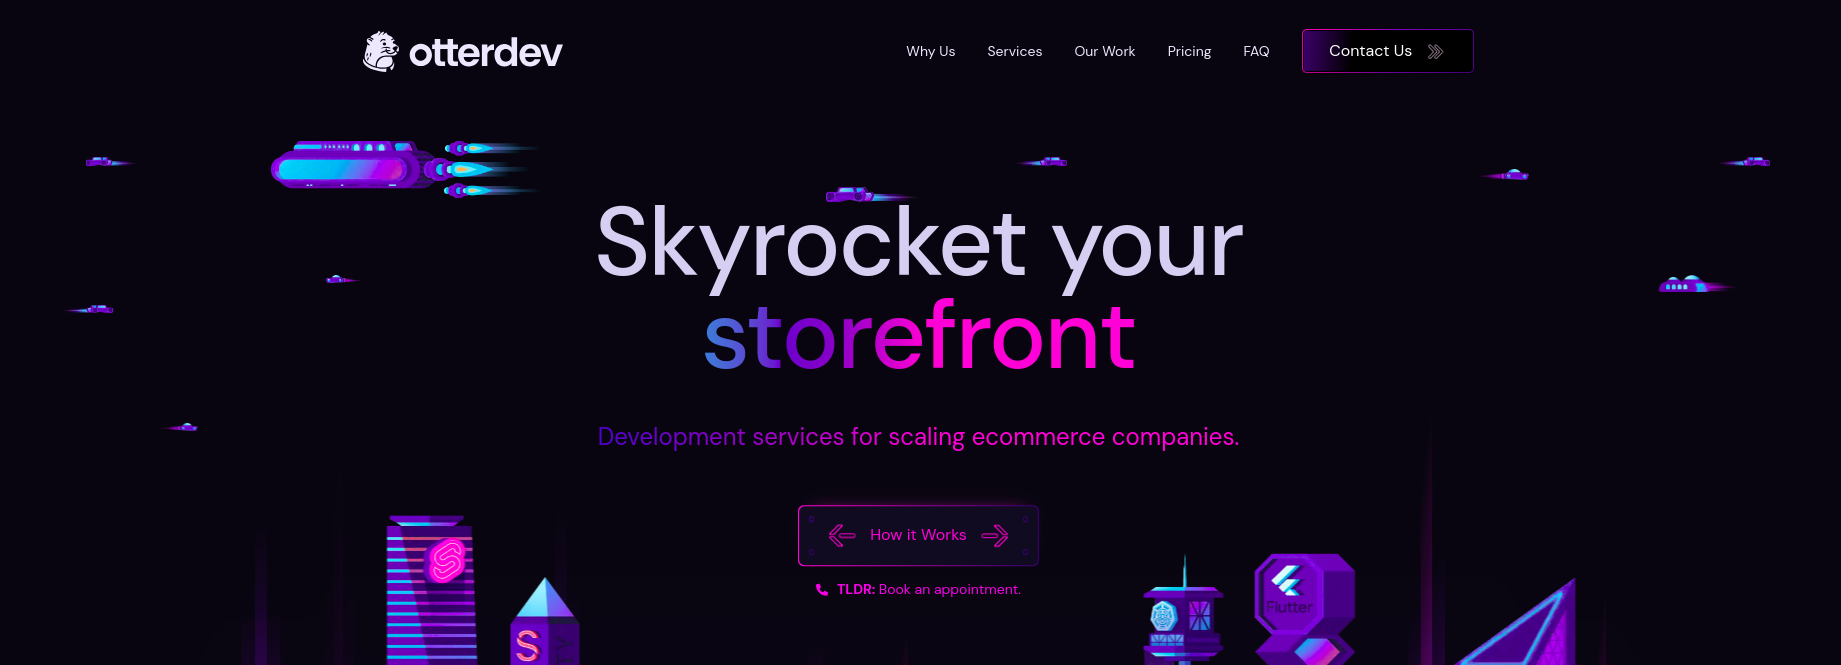 otterdev
Why Us
Services
Our Work
Pricing
FAQ
Contact Us
Skyrocket your
storefront
Development services for scaling ecommerce companies.
How it Works
TLDR: Book an appointment.
Flutter